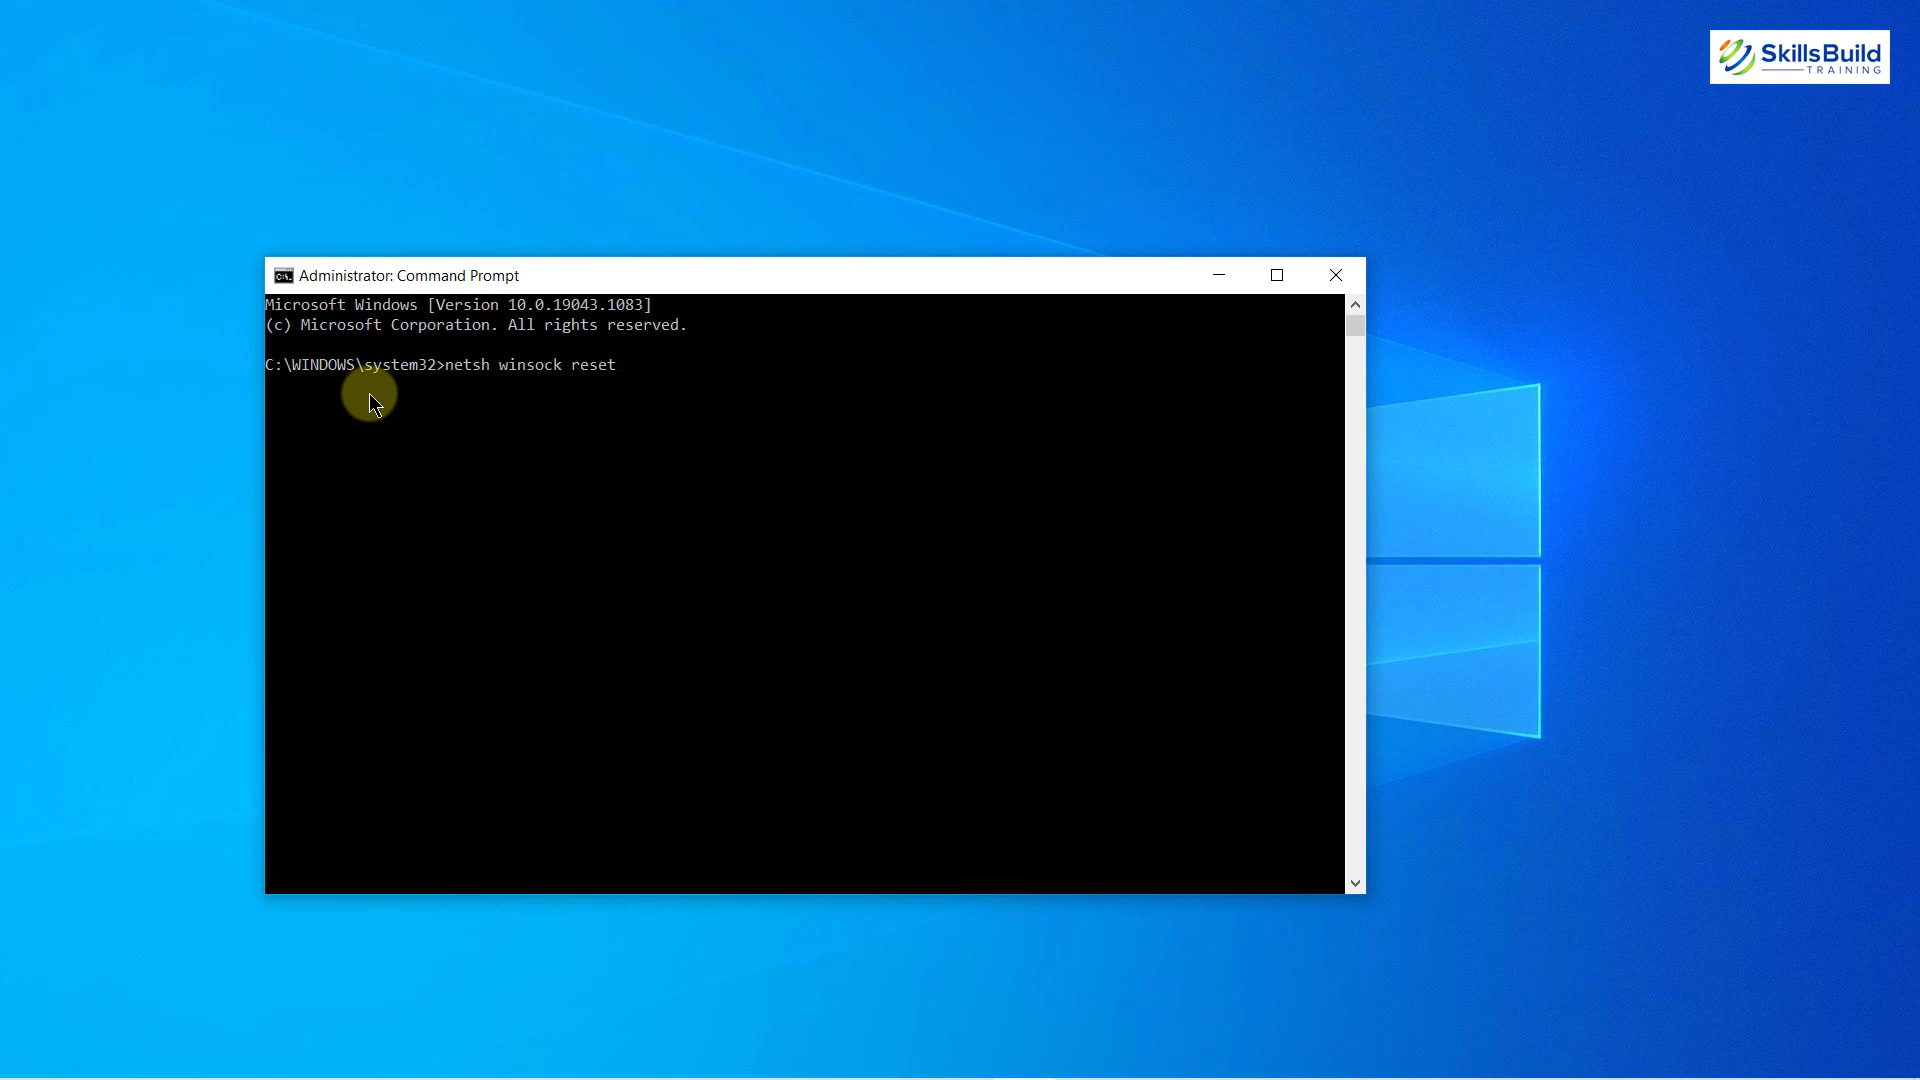 SkillsBuild
TRAINING
Administrator: Command Prompt
Microsoft Windows [Version 10.0.19043.1083]
(c) Microsoft Corporation. All rights reserved.
C:\WINDOWS\system32>netsh winsock reset